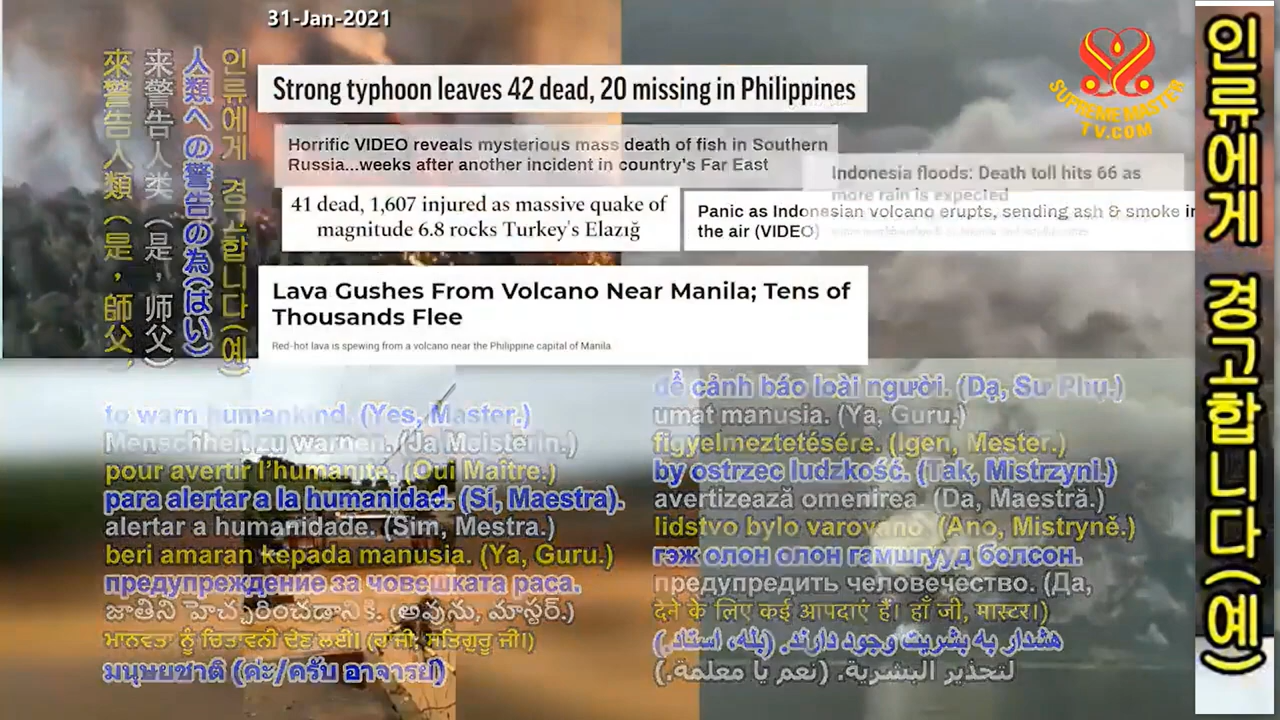 31-Jan-2021
Strong typhoon leaves 42 dead, 20 missing in Philippines
Horrific VIDEO reveals mysterious mass death of fish in Southern
Russia...weeks after another incident in country's Far East
Indonesia floods: Death toll hits 66 as
more rain is expected
41 dead, 1,607 injured as massive quake of
magnitude 6.8 rocks Turkey's Elazığ
Panic as Indonesian volcano erupts, sending ash & smoke in
the air (VIDEO)
Lava Gushes From Volcano Near Manila; Tens of
Thousands Flee
Red-hot lava is spewing from a volcano near the Philippine capital of Manila
SUPREME MASTER
TV.COM
인류에게 경고합니다(예)
인류에게 경고합니다(예)
人類への警告の為(はい)
来警告人类(是,师父)
來警告人類(是,師父,
to warn humankind. (Yes, Master.)
Menschheit zu warnen. (Ja Meisterin.)
pour avertir l'humanité. (Oui Maître.)
para alertar a la humanidad. (Sí, Maestra).
alertar a humanidade. (Sim, Mestra.)
beri amaran kepada manusia. (Ya, Guru.)
предупреждение за човешката раса.
జాతిని హెచ్చరించడానికి. (అవును, మాస్టర్.)
ਮਾਨਵਤਾ ਨੂੰ ਚਿਤਾਵਨੀ ਦੇਣ ਲਈ। (ਹਾਂਜੀ, ਸਤਿਗੁਰੂ ਜੀ।)
มนุษยชาติ (ค่ะ/ครับ อาจารย์)
để cảnh báo loài người. (Dạ, Sư Phụ.)
umat manusia. (Ya, Guru.)
figyelmeztetésére. (Igen, Mester.)
by ostrzec ludzkość. (Tak, Mistrzyni.)
avertizează omenirea. (Da, Maestră.)
lidstvo bylo varováno (Ano, Mistryně.)
гэж олон олон гамшгууд болсон.
предупредить человечество. (Да,
देने के लिए कई आपदाएं हैं। हाँ जी, मास्टर।)
هشدار به بشریت وجود دارند. (بله، استاد.)
لتحذير البشرية. (نعم يا معلمة.)